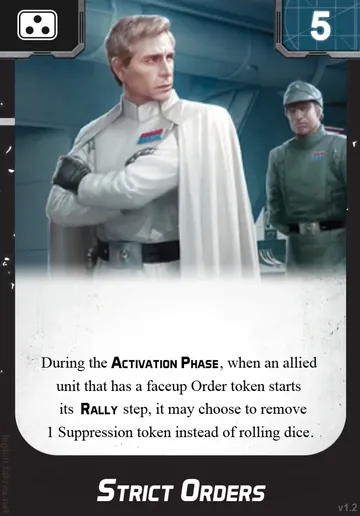 5
During the Activation Phase, when an allied
unit that has a faceup Order token starts
its Rally step, it may choose to remove
1 Suppression token instead of rolling dice.
Strict Orders
v1.2